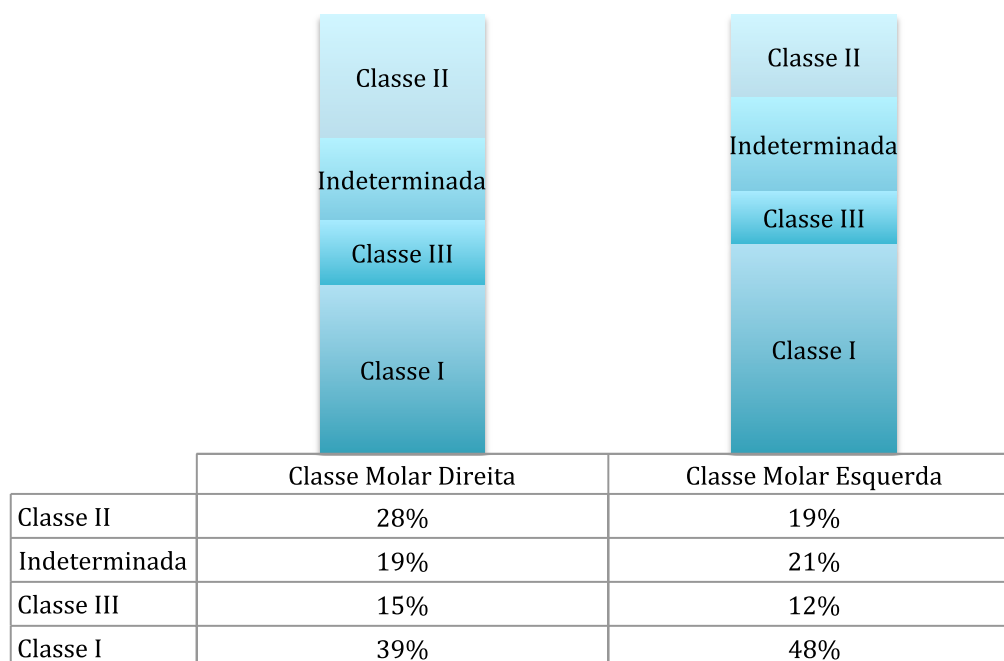 Classe II
Classe II
Indeterminada
Indeterminada
Classe III
Classe III
Classe I
Classe I
Classe Molar Direita Classe Molar Esquerda
Classe II 28% 19%
Indeterminada 19% 21%
Classe III 15% 12%
Classe I 39% 48%